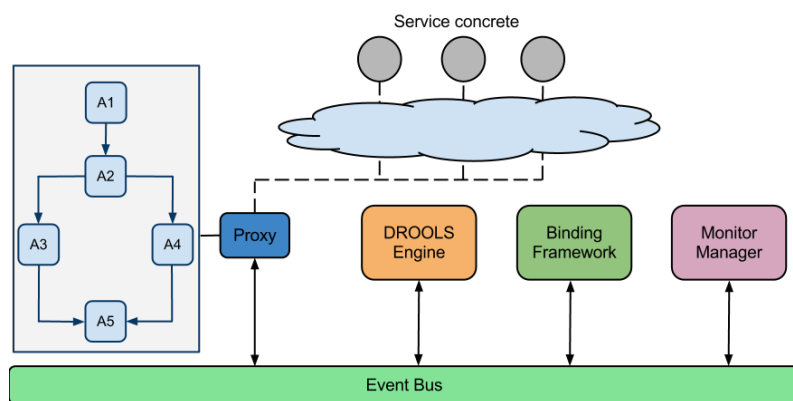 Service concrete
A1
A2
A3
A4
A5
Proxy
DROOLS
Engine
Binding
Framework
Monitor
Manager
Event Bus